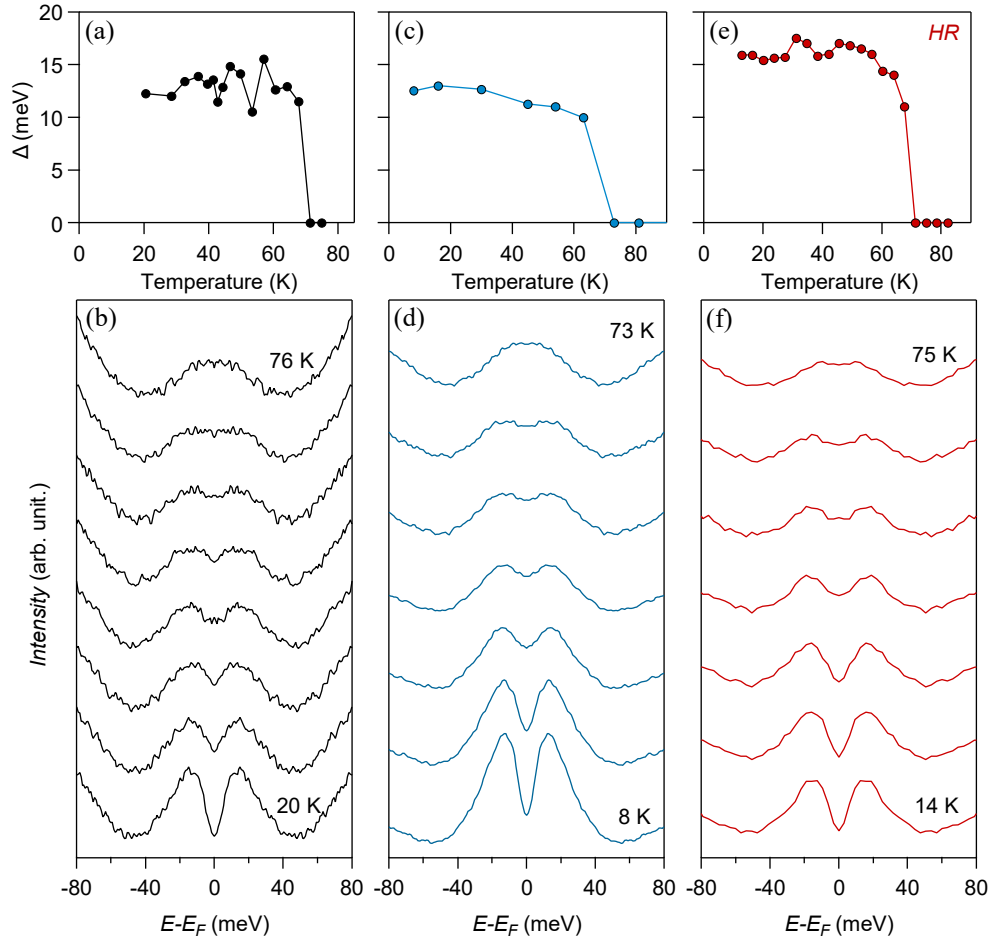 (a)
(c)
(e)
HR
Δ (meV)
20
15
10
5
0
0 20 40 60 80
0 20 40 60 80
0 20 40 60 80
Temperature (K)
Temperature (K)
Temperature (K)
(b)
(d)
(f)
76 K
73 K
75 K
Intensity (arb. unit.)
20 K
8 K
14 K
-80 -40 0 40 80
-80 -40 0 40 80
-80 -40 0 40 80
E-EF (meV)
E-EF (meV)
E-EF (meV)